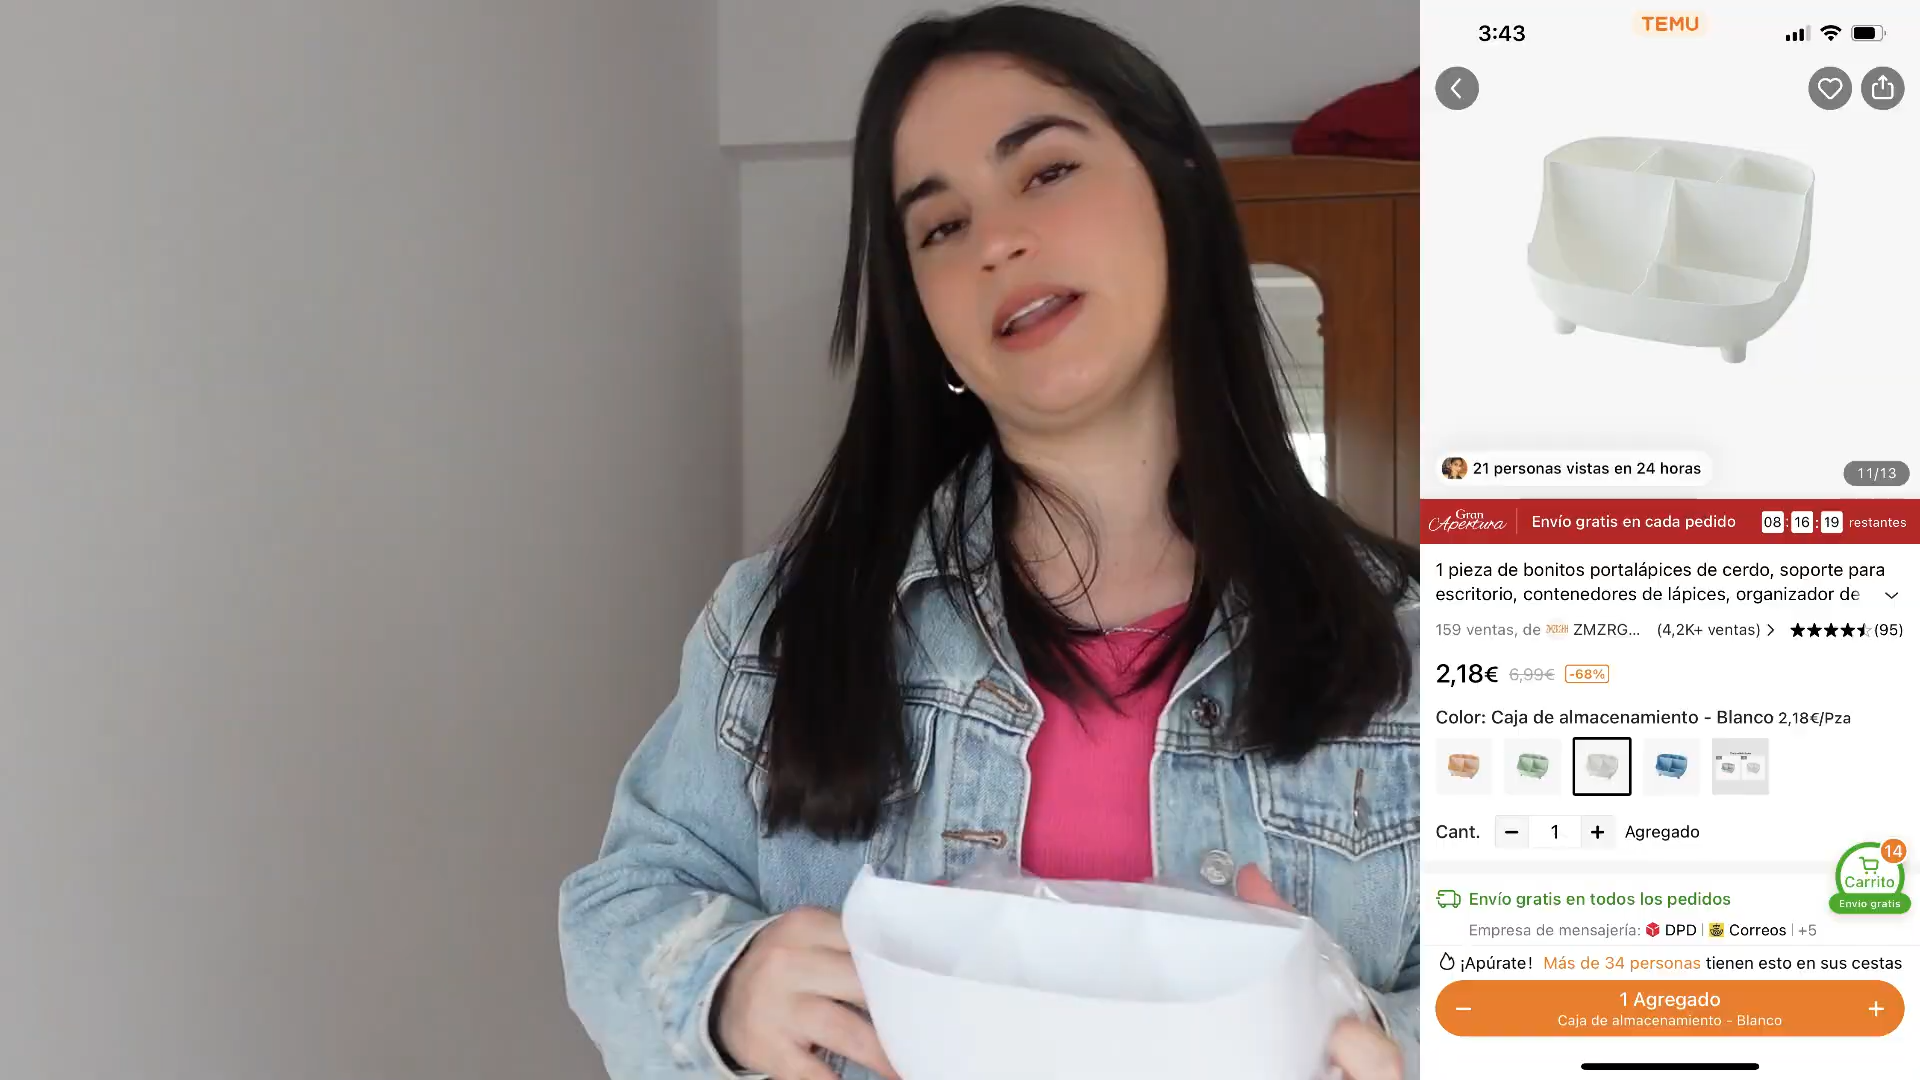 3:43
TEMU
21 personas vistas en 24 horas
11/13
Gran Apertura
Envío gratis en cada pedido
08:16:19 restantes
1 pieza de bonitos portalápices de cerdo, soporte para
escritorio, contenedores de lápices, organizador de
159 ventas, de ZMZRG... (4,2K+ ventas) (95)
2,18€ 6,99€ -68%
Color: Caja de almacenamiento - Blanco 2,18€/Pza
Cant. − 1 + Agregado
14
Carrito
Envío gratis
Envío gratis en todos los pedidos
Empresa de mensajería: DPD | Correos | +5
¡Apúrate! Más de 34 personas tienen esto en sus cestas
− 1 Agregado +
Caja de almacenamiento - Blanco